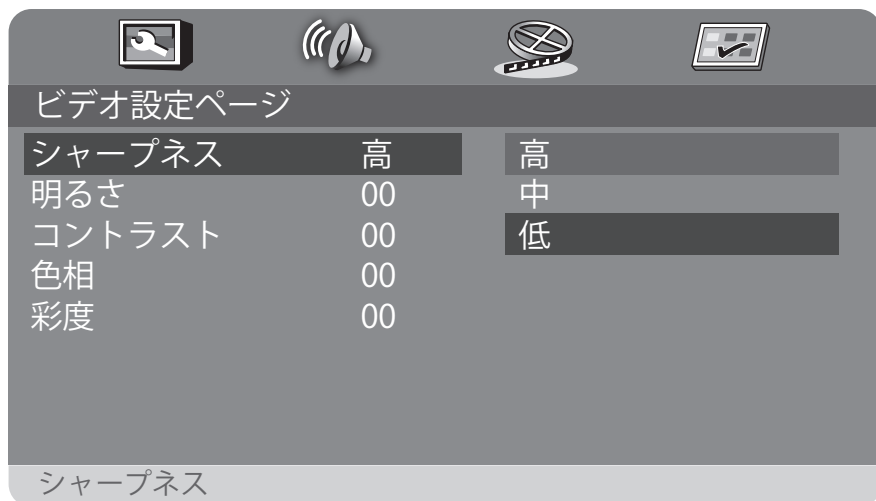 ビデオ設定ページ
シャープネス 高 高
明るさ 00 中
コントラスト 00 低
色相 00
彩度 00
シャープネス